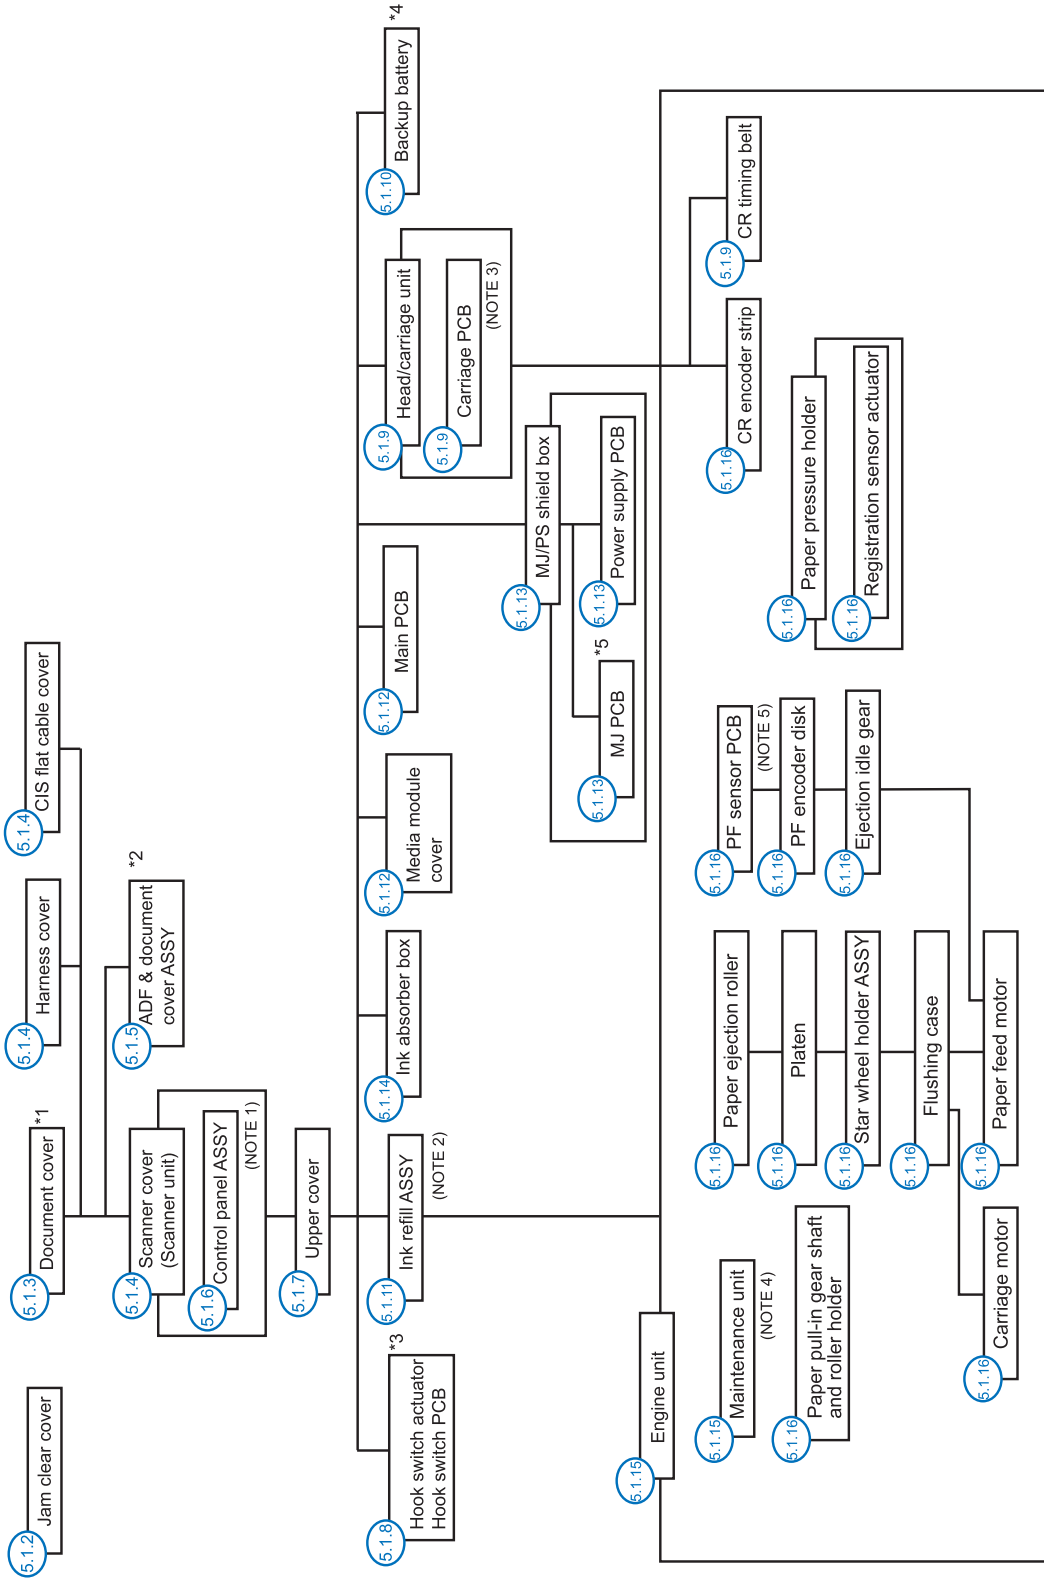 5.1.2
Jam clear cover
5.1.3
Document cover
*1
5.1.4
Harness cover
5.1.4
CIS flat cable cover
5.1.4
Scanner cover
(Scanner unit)
5.1.5
ADF & document
cover ASSY
*2
5.1.6
Control panel ASSY
(NOTE 1)
5.1.7
Upper cover
5.1.8
Hook switch actuator
Hook switch PCB
*3
5.1.11
Ink refill ASSY
(NOTE 2)
5.1.14
Ink absorber box
5.1.12
Media module
cover
5.1.12
Main PCB
5.1.9
Head/carriage unit
5.1.9
Carriage PCB
(NOTE 3)
5.1.10
Backup battery
*4
5.1.13
MJ/PS shield box
5.1.13
MJ PCB
*5
5.1.13
Power supply PCB
5.1.15
Engine unit
5.1.15
Maintenance unit
(NOTE 4)
5.1.16
Paper ejection roller
5.1.16
PF sensor PCB
(NOTE 5)
5.1.16
CR encoder strip
5.1.9
CR timing belt
5.1.16
Paper pull-in gear shaft
and roller holder
5.1.16
Platen
5.1.16
PF encoder disk
5.1.16
Paper pressure holder
5.1.16
Star wheel holder ASSY
5.1.16
Ejection idle gear
5.1.16
Registration sensor actuator
5.1.16
Flushing case
5.1.16
Carriage motor
5.1.16
Paper feed motor